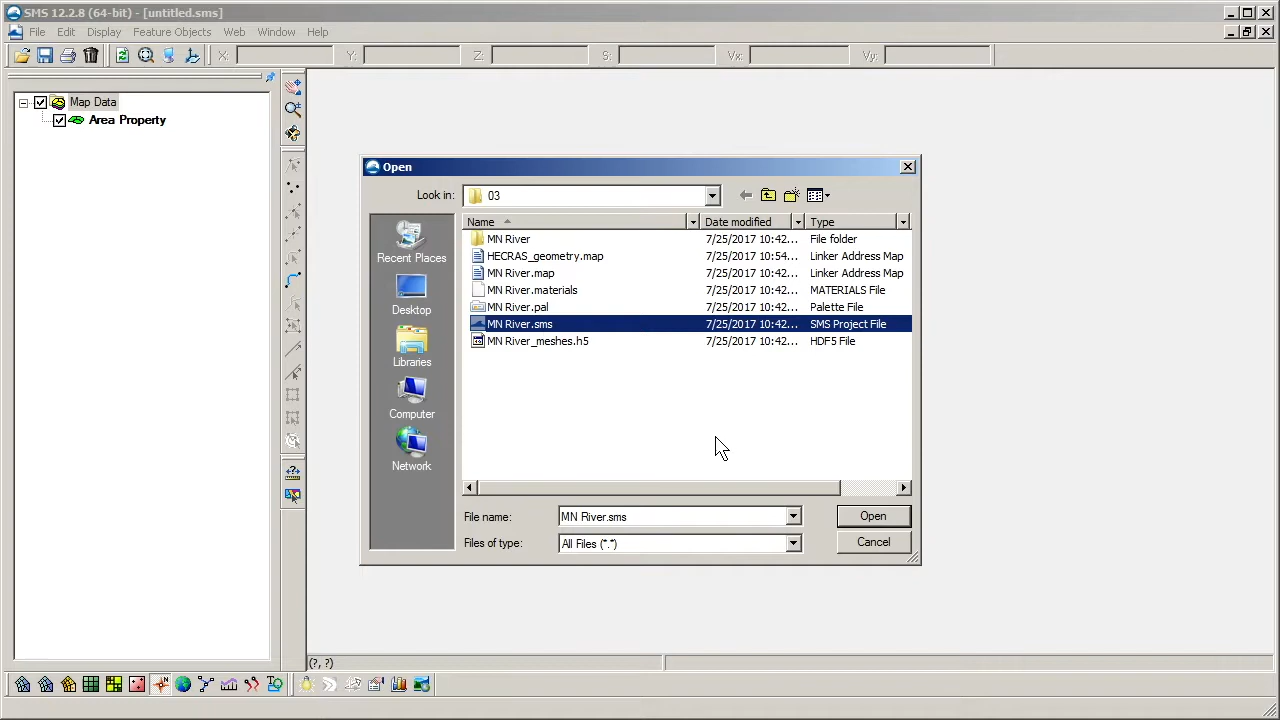 SMS 12.2.8 (64-bit) - [untitled.sms]
File Edit Display Feature Objects Web Window Help
X: Y: Z: S: Vx: Vy:
Map Data
Area Property
Open
Look in: 03
Name Date modified Type
MN River 7/25/2017 10:42... File folder
HECRAS_geometry.map 7/25/2017 10:54... Linker Address Map
MN River.map 7/25/2017 10:42... Linker Address Map
MN River.materials 7/25/2017 10:42... MATERIALS File
MN River.pal 7/25/2017 10:42... Palette File
MN River.sms 7/25/2017 10:42... SMS Project File
MN River_meshes.h5 7/25/2017 10:42... HDF5 File
Recent Places
Desktop
Libraries
Computer
Network
File name: MN River.sms Open
Files of type: All Files (*.*) Cancel
(?, ?)